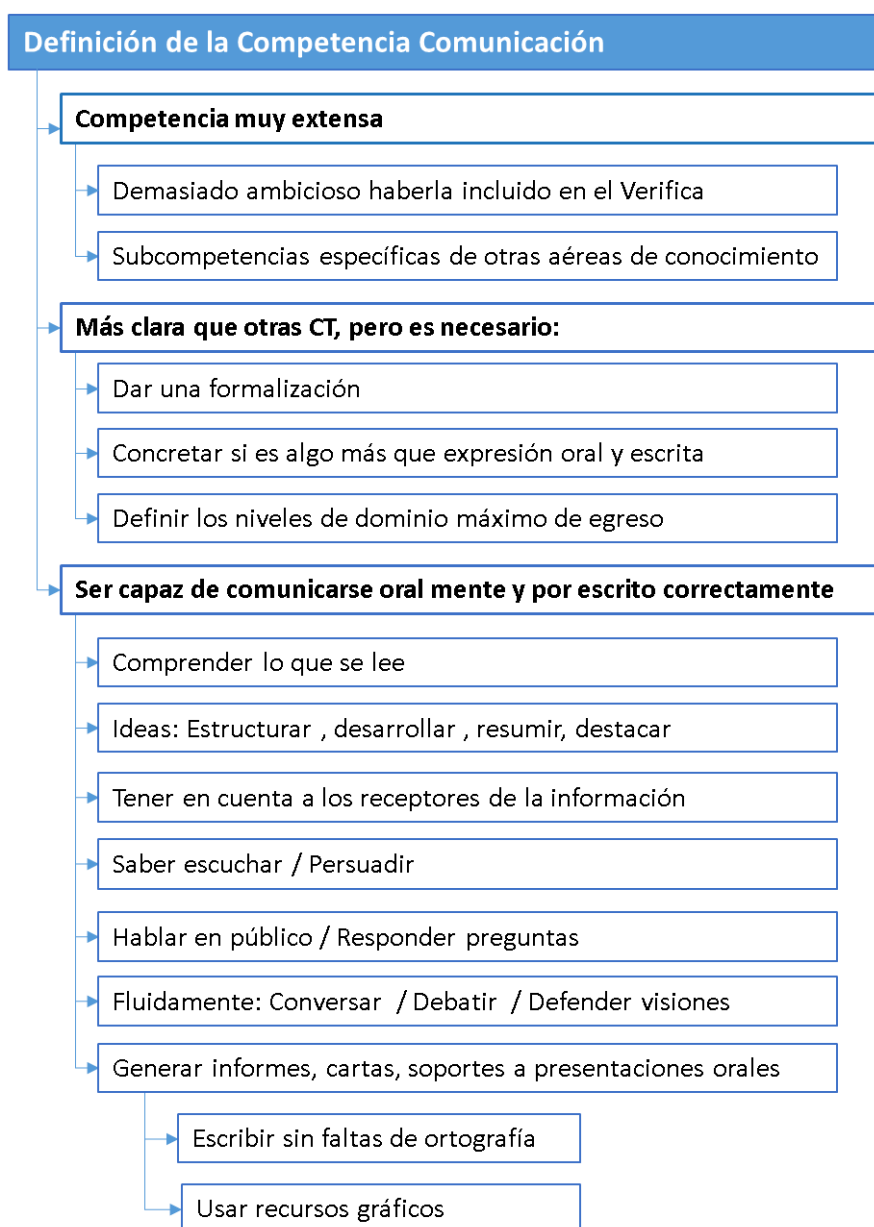 Definición de la Competencia Comunicación
Competencia muy extensa
Demasiado ambicioso haberla incluido en el Verifica
Subcompetencias específicas de otras aéreas de conocimiento
Más clara que otras CT, pero es necesario:
Dar una formalización
Concretar si es algo más que expresión oral y escrita
Definir los niveles de dominio máximo de egreso
Ser capaz de comunicarse oral mente y por escrito correctamente
Comprender lo que se lee
Ideas: Estructurar , desarrollar , resumir, destacar
Tener en cuenta a los receptores de la información
Saber escuchar / Persuadir
Hablar en público / Responder preguntas
Fluidamente: Conversar / Debatir / Defender visiones
Generar informes, cartas, soportes a presentaciones orales
Escribir sin faltas de ortografía
Usar recursos gráficos